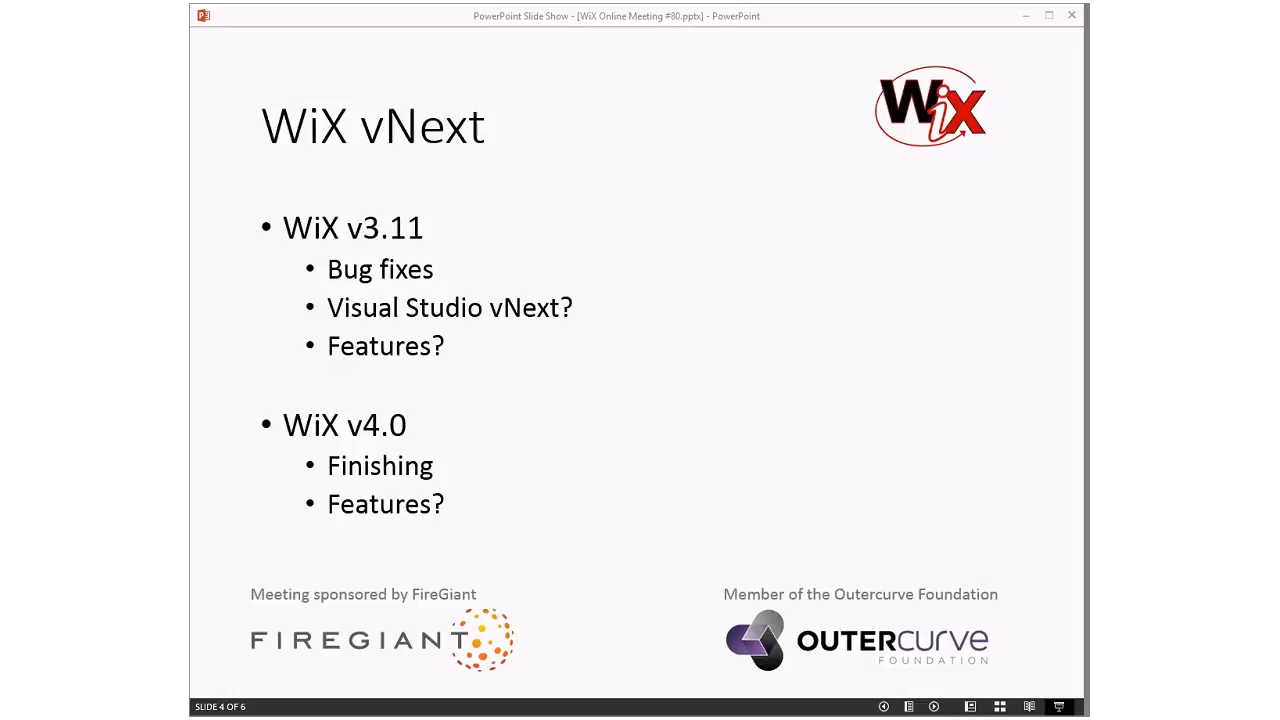 PowerPoint Slide Show - [WiX Online Meeting #80.pptx] - PowerPoint
WiX
WiX vNext
• WiX v3.11
• Bug fixes
• Visual Studio vNext?
• Features?
• WiX v4.0
• Finishing
• Features?
Meeting sponsored by FireGiant
FIREGIANT
Member of the Outercurve Foundation
OUTERCURVE
FOUNDATION
SLIDE 4 OF 6